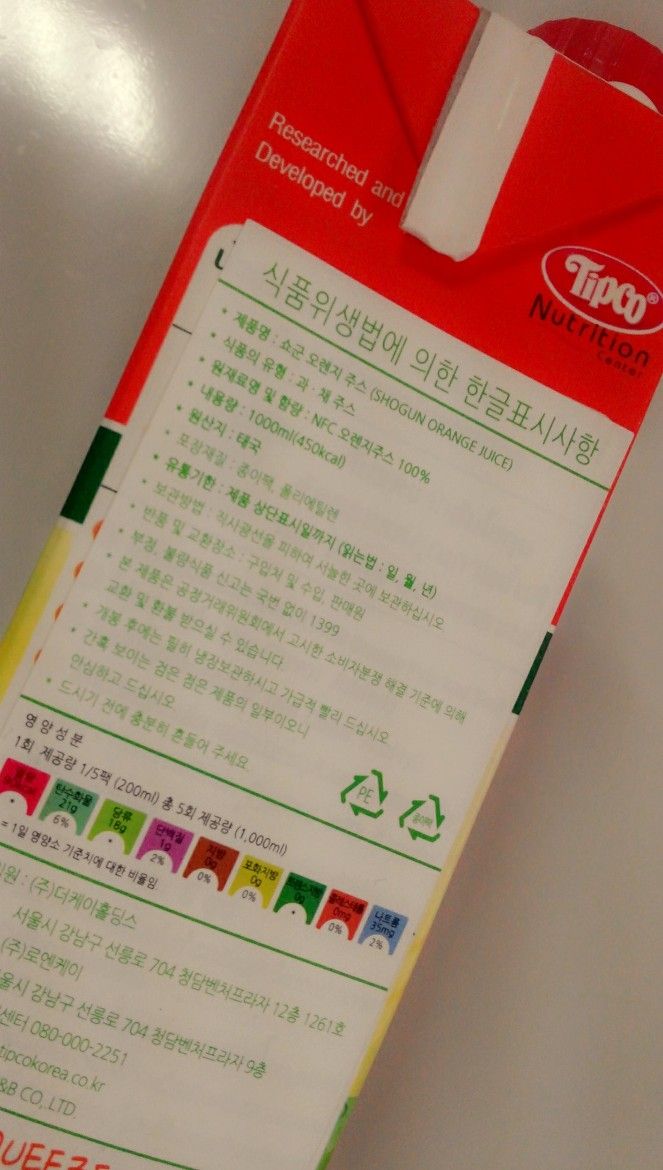 Researched and
Developed by
Tipco®
Nutrition
Center
식품위생법에 의한 한글표시사항
• 제품명 : 쇼군 오렌지 주스 (SHOGUN ORANGE JUICE)
• 식품의 유형 : 과 · 채 주스
• 원재료명 및 함량 : NFC 오렌지주스 100%
• 내용량 : 1000ml(450kcal)
• 원산지 : 태국
• 포장재질 : 종이팩, 폴리에틸렌
• 유통기한 : 제품 상단표시일까지 (읽는법 : 일, 월, 년)
• 보관방법 : 직사광선을 피하여 서늘한 곳에 보관하십시오
• 반품 및 교환장소 : 구입처 및 수입, 판매원
• 부정, 불량식품 신고는 국번 없이 1399
• 본 제품은 공정거래위원회에서 고시한 소비자분쟁 해결 기준에 의해
교환 및 환불 받으실 수 있습니다
• 개봉 후에는 필히 냉장보관하시고 가급적 빨리 드십시오
• 간혹 보이는 검은 점은 제품의 일부이오니
안심하고 드십시오
• 드시기 전에 충분히 흔들어 주세요.
PE
종이팩
영양성분
1회 제공량 1/5팩 (200ml) 총 5회 제공량 (1,000ml)
탄수화물 21g 6%
당류 18g •
단백질 1g 2%
지방 0g 0%
포화지방 0g 0%
트랜스지방 0g •
콜레스테롤 0mg 0%
나트륨 35mg 2%
= 1일 영양소 기준치에 대한 비율임
원 : (주)더케이홀딩스
서울시 강남구 선릉로 704 청담벤처프라자 12층 1261호
(주)로엔케이
울시 강남구 선릉로 704 청담벤처프라자 9층
센터 080-000-2251
tipcokorea.co.kr
&B CO,.LTD.
QUEEZE